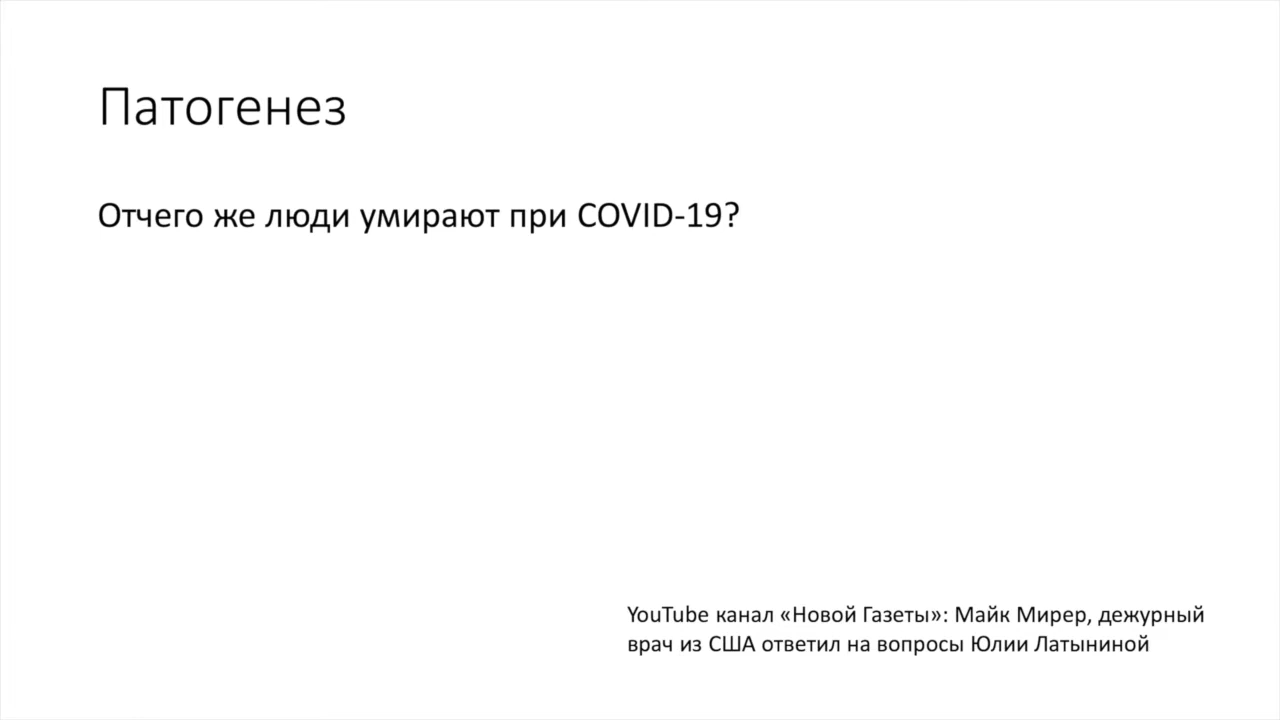 Патогенез
Отчего же люди умирают при COVID-19?
YouTube канал «Новой Газеты»: Майк Мирер, дежурный
врач из США ответил на вопросы Юлии Латыниной